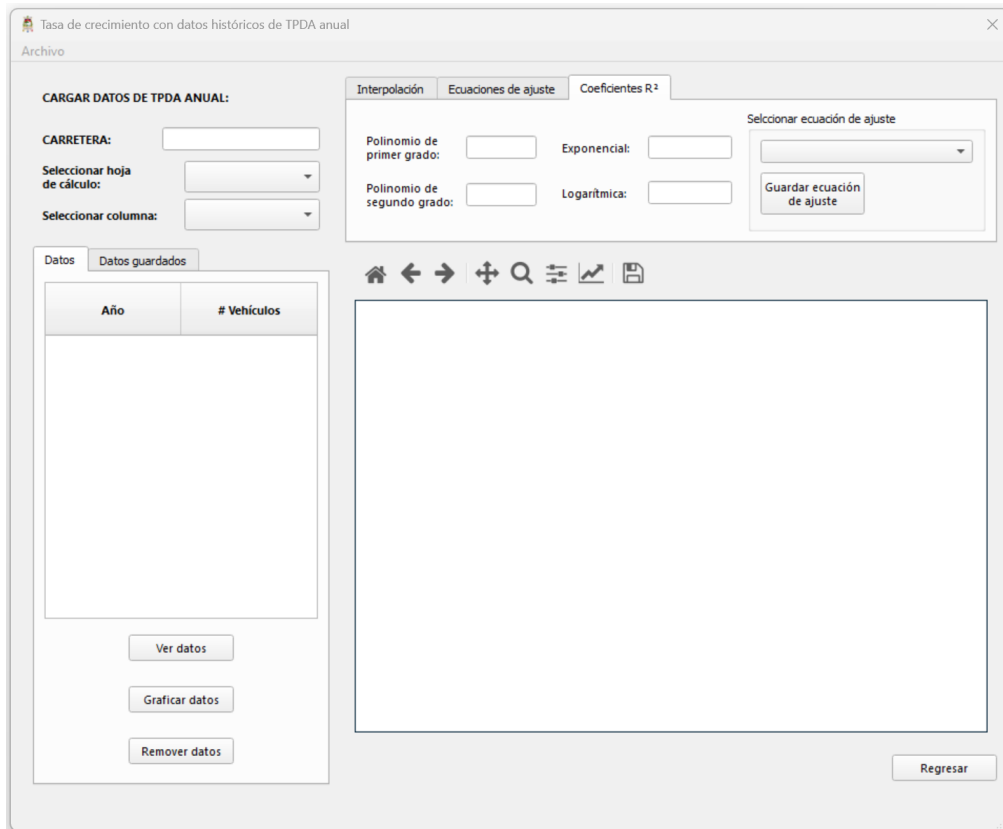 Tasa de crecimiento con datos históricos de TPDA anual
Archivo
CARGAR DATOS DE TPDA ANUAL:
CARRETERA:
Seleccionar hoja
de cálculo:
Seleccionar columna:
Datos
Datos guardados
Año
# Vehículos
Ver datos
Graficar datos
Remover datos
Interpolación
Ecuaciones de ajuste
Coeficientes R²
Polinomio de
primer grado:
Exponencial:
Polinomio de
segundo grado:
Logarítmica:
Selccionar ecuación de ajuste
Guardar ecuación
de ajuste
Regresar